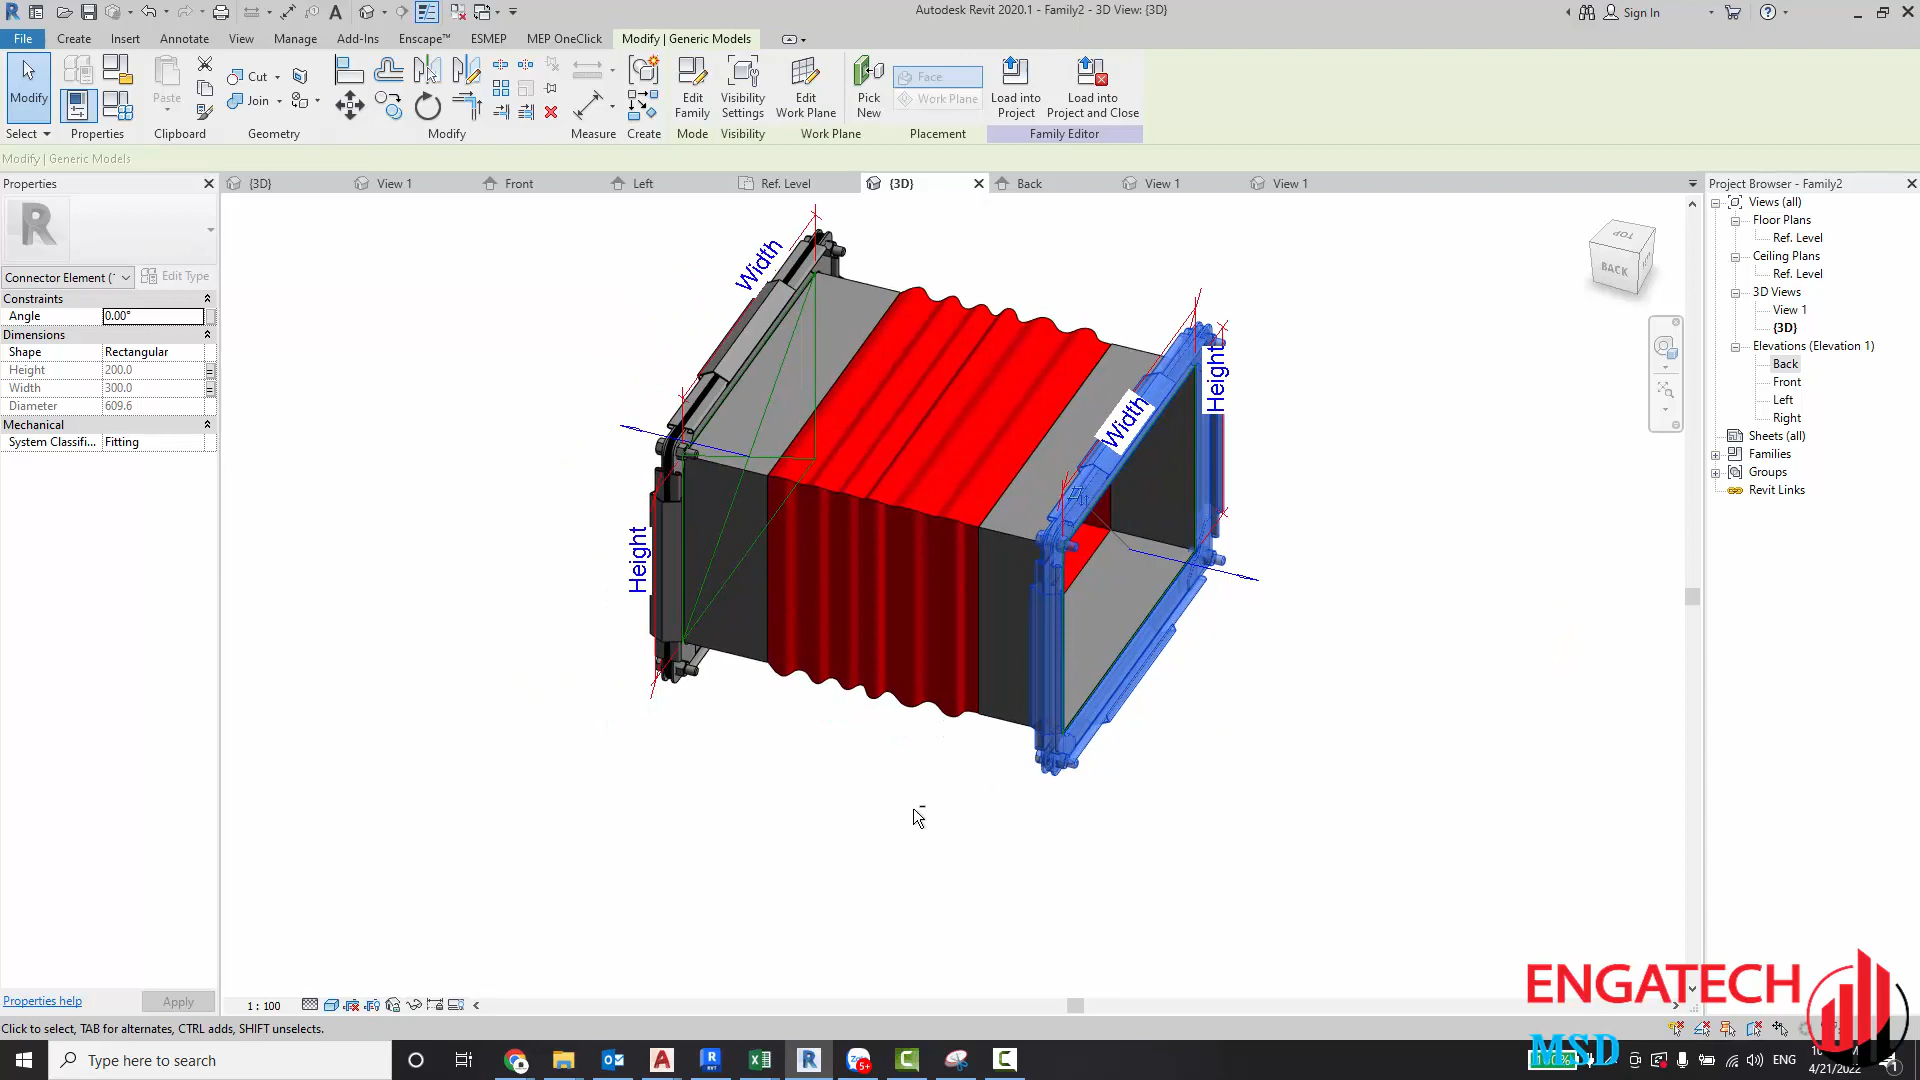 Autodesk Revit 2020.1 - Family2 - 3D View: {3D}
Sign In
File
Create
Insert
Annotate
View
Manage
Add-Ins
Enscape™
ESMEP
MEP OneClick
Modify | Generic Models
Modify
Paste
Cut
Join
Edit Family
Visibility Settings
Edit Work Plane
Pick New
Face
Work Plane
Load into Project
Load into Project and Close
Select
Properties
Clipboard
Geometry
Modify
Measure
Create
Mode
Visibility
Work Plane
Placement
Family Editor
Modify | Generic Models
Properties
{3D}
View 1
Front
Left
Ref. Level
{3D}
Back
View 1
View 1
Project Browser - Family2
Connector Element (
Edit Type
Constraints
Angle 0.00°
Dimensions
Shape Rectangular
Height 200.0
Width 300.0
Diameter 609.6
Mechanical
System Classifi... Fitting
Properties help
Apply
Width
Height
Width
Height
TOP
BACK
Views (all)
Floor Plans
Ref. Level
Ceiling Plans
Ref. Level
3D Views
View 1
{3D}
Elevations (Elevation 1)
Back
Front
Left
Right
Sheets (all)
Families
Groups
Revit Links
1 : 100
Click to select, TAB for alternates, CTRL adds, SHIFT unselects.
ENGATECH
MSD
Type here to search
ENG
4/21/2022